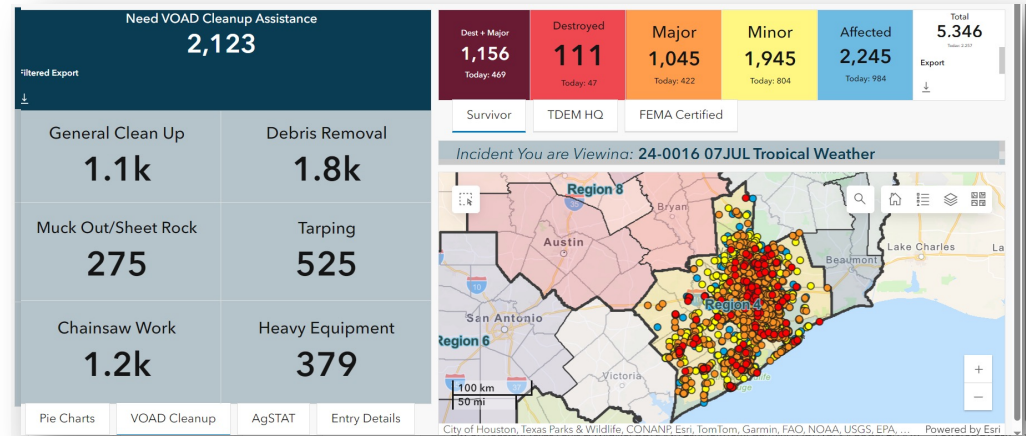 Need VOAD Cleanup Assistance
2,123
Filtered Export
General Clean Up
1.1k
Debris Removal
1.8k
Muck Out/Sheet Rock
275
Tarping
525
Chainsaw Work
1.2k
Heavy Equipment
379
Pie Charts
VOAD Cleanup
AgSTAT
Entry Details
Dest + Major
1,156
Today: 469
Destroyed
111
Today: 47
Major
1,045
Today: 422
Minor
1,945
Today: 804
Affected
2,245
Today: 984
Total
5.346
Export
Survivor
TDEM HQ
FEMA Certified
Incident You are Viewing: 24-0016 07JUL Tropical Weather
Region 8
Bryan
Austin
Lake Charles
La
Beaumont
10
San Antonio
Region 4
Region 6
Victoria
100 km
50 mi
City of Houston, Texas Parks & Wildlife, CONANP, Esri, TomTom, Garmin, FAO, NOAA, USGS, EPA, ...
Powered by Esri